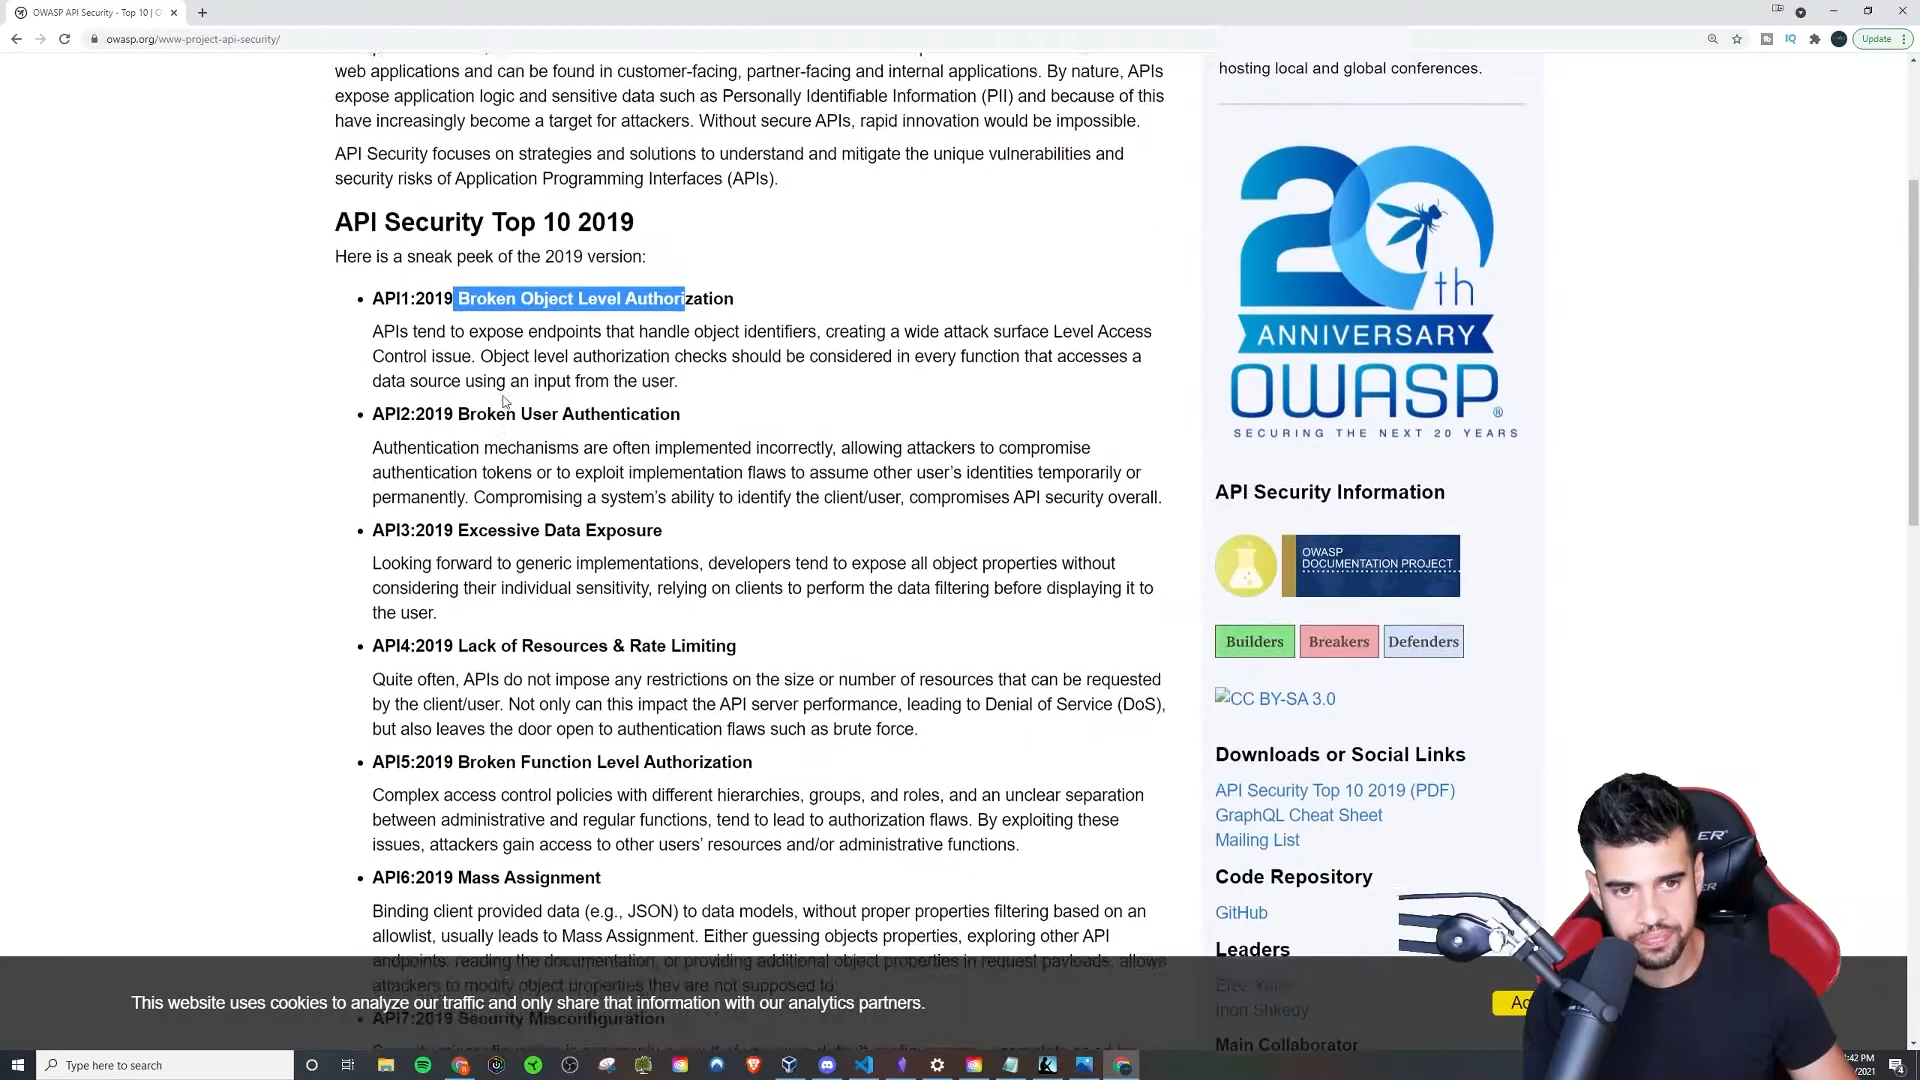 OWASP API Security - Top 10 | O
owasp.org/www-project-api-security/
Update
web applications and can be found in customer-facing, partner-facing and internal applications. By nature, APIs
expose application logic and sensitive data such as Personally Identifiable Information (PII) and because of this
have increasingly become a target for attackers. Without secure APIs, rapid innovation would be impossible.
API Security focuses on strategies and solutions to understand and mitigate the unique vulnerabilities and
security risks of Application Programming Interfaces (APIs).
API Security Top 10 2019
Here is a sneak peek of the 2019 version:
• API1:2019 Broken Object Level Authorization
APIs tend to expose endpoints that handle object identifiers, creating a wide attack surface Level Access
Control issue. Object level authorization checks should be considered in every function that accesses a
data source using an input from the user.
• API2:2019 Broken User Authentication
Authentication mechanisms are often implemented incorrectly, allowing attackers to compromise
authentication tokens or to exploit implementation flaws to assume other user's identities temporarily or
permanently. Compromising a system's ability to identify the client/user, compromises API security overall.
• API3:2019 Excessive Data Exposure
Looking forward to generic implementations, developers tend to expose all object properties without
considering their individual sensitivity, relying on clients to perform the data filtering before displaying it to
the user.
• API4:2019 Lack of Resources & Rate Limiting
Quite often, APIs do not impose any restrictions on the size or number of resources that can be requested
by the client/user. Not only can this impact the API server performance, leading to Denial of Service (DoS),
but also leaves the door open to authentication flaws such as brute force.
• API5:2019 Broken Function Level Authorization
Complex access control policies with different hierarchies, groups, and roles, and an unclear separation
between administrative and regular functions, tend to lead to authorization flaws. By exploiting these
issues, attackers gain access to other users' resources and/or administrative functions.
• API6:2019 Mass Assignment
Binding client provided data (e.g., JSON) to data models, without proper properties filtering based on an
allowlist, usually leads to Mass Assignment. Either guessing objects properties, exploring other API
endpoints, reading the documentation, or providing additional object properties in request payloads, allows
attackers to modify object properties they are not supposed to.
• API7:2019 Security Misconfiguration
hosting local and global conferences.
20th
ANNIVERSARY
OWASP®
SECURING THE NEXT 20 YEARS
API Security Information
OWASP
DOCUMENTATION PROJECT
Builders Breakers Defenders
CC BY-SA 3.0
Downloads or Social Links
API Security Top 10 2019 (PDF)
GraphQL Cheat Sheet
Mailing List
Code Repository
GitHub
Leaders
Erez
Inon Shkedy
Main Collaborator
This website uses cookies to analyze our traffic and only share that information with our analytics partners.
Ac
Type here to search
:42 PM
/2021